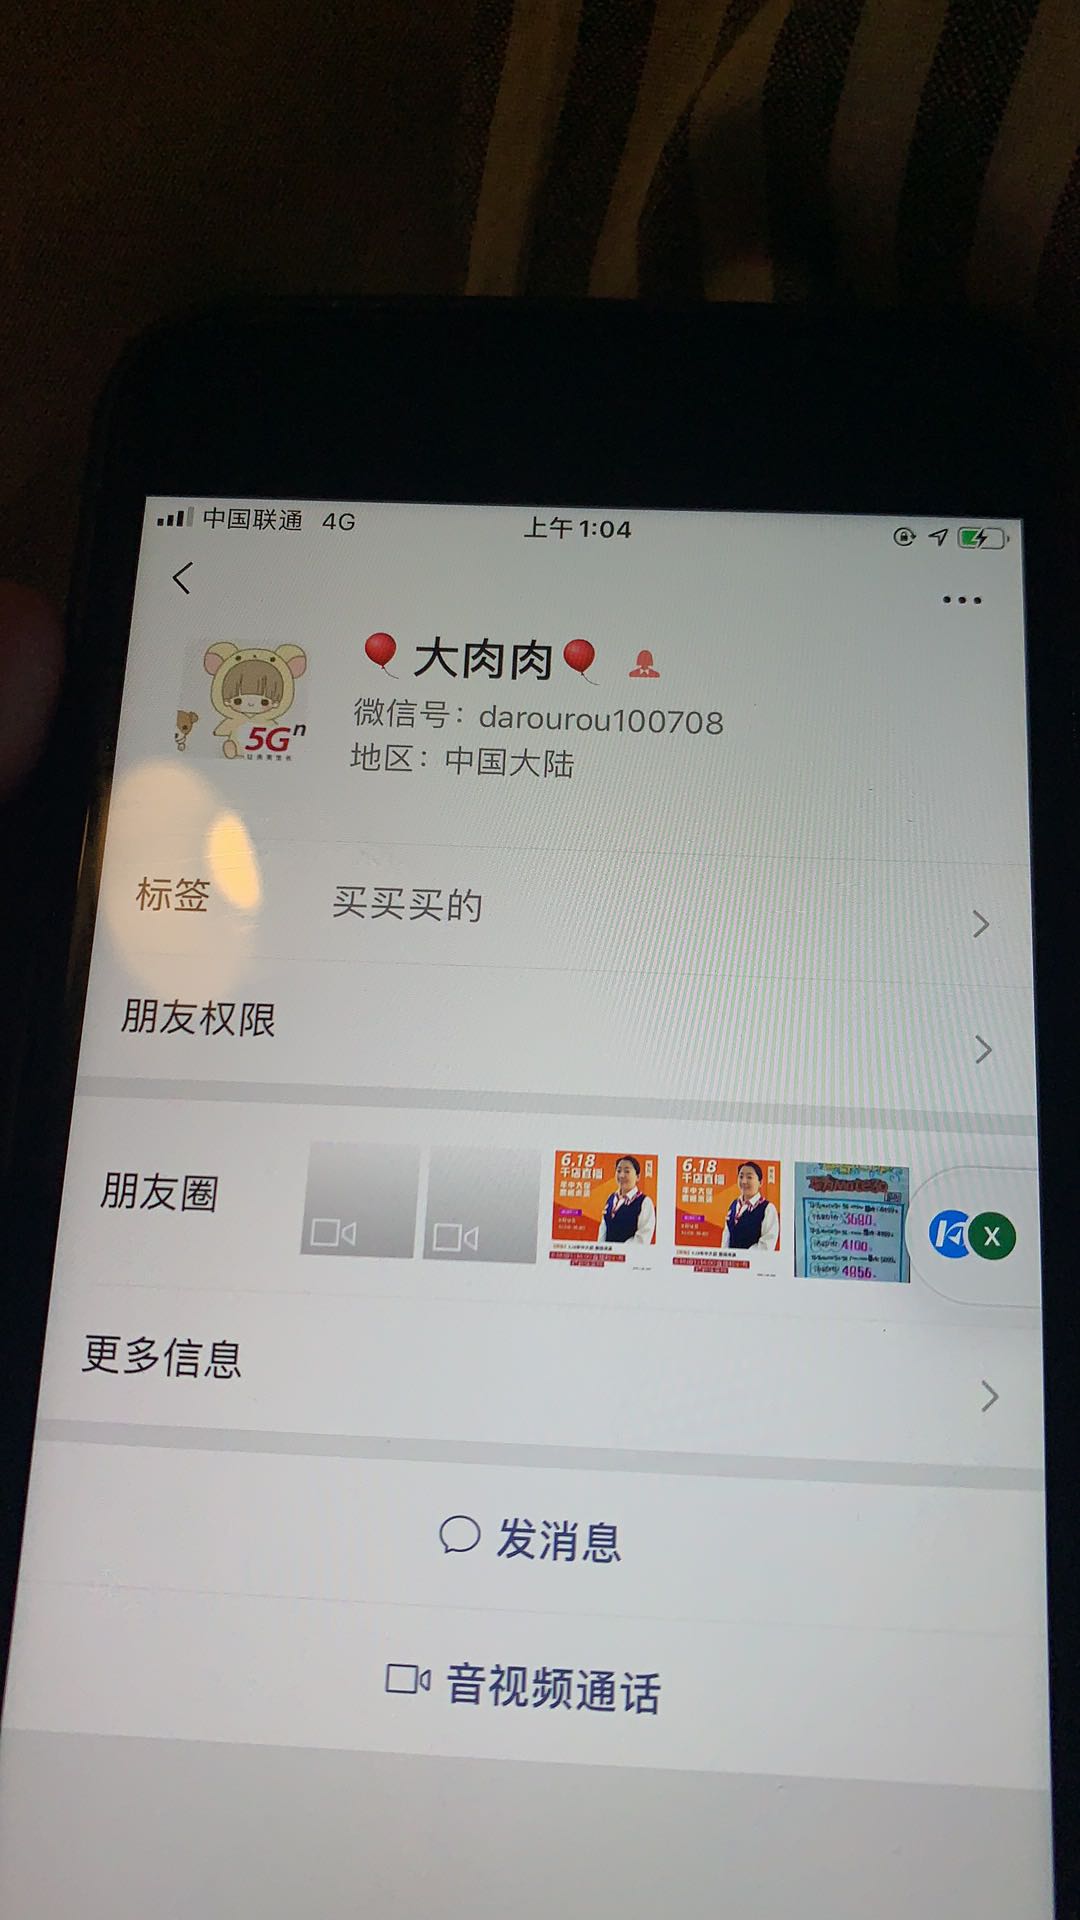 中国联通 4G
上午1:04
🎈大肉肉🎈
5Gⁿ
微信号：darourou100708
地区：中国大陆
标签 买买买的
朋友权限
朋友圈
6.18
千店直播
6.18
千店直播
3680
4100
4856
X
更多信息
发消息
音视频通话